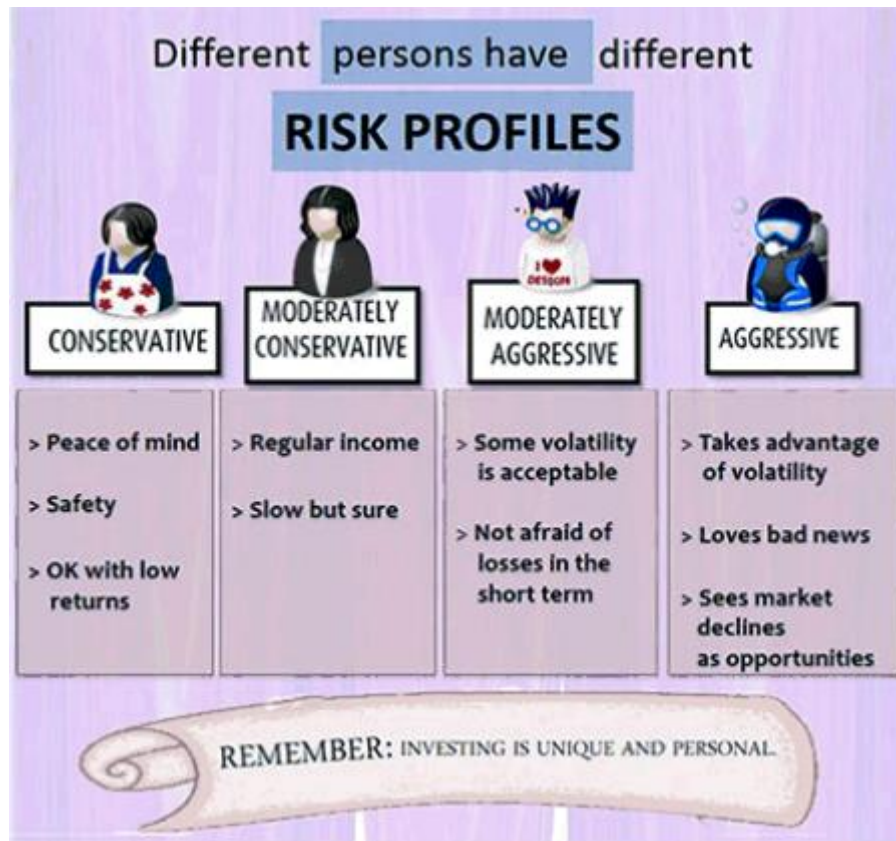 Different persons have different
RISK PROFILES
I ❤ DESIGN
CONSERVATIVE
> Peace of mind
> Safety
> OK with low
returns
MODERATELY
CONSERVATIVE
> Regular income
> Slow but sure
MODERATELY
AGGRESSIVE
> Some volatility
is acceptable
> Not afraid of
losses in the
short term
AGGRESSIVE
> Takes advantage
of volatility
> Loves bad news
> Sees market
declines
as opportunities
REMEMBER: INVESTING IS UNIQUE AND PERSONAL.